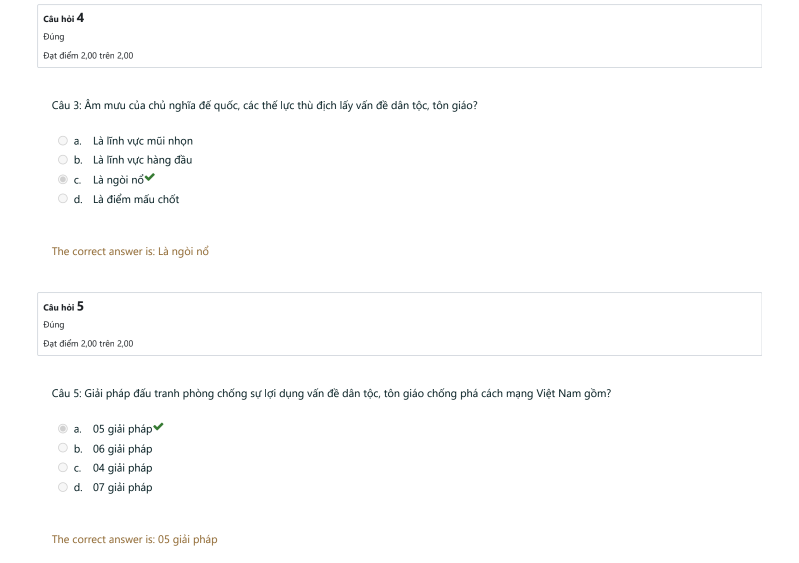 Câu hỏi 4
Đúng
Đạt điểm 2,00 trên 2,00
Câu 3: Âm mưu của chủ nghĩa đế quốc, các thế lực thù địch lấy vấn đề dân tộc, tôn giáo?
a. Là lĩnh vực mũi nhọn
b. Là lĩnh vực hàng đầu
c. Là ngòi nổ
d. Là điểm mấu chốt
The correct answer is: Là ngòi nổ
Câu hỏi 5
Đúng
Đạt điểm 2,00 trên 2,00
Câu 5: Giải pháp đấu tranh phòng chống sự lợi dụng vấn đề dân tộc, tôn giáo chống phá cách mạng Việt Nam gồm?
a. 05 giải pháp
b. 06 giải pháp
c. 04 giải pháp
d. 07 giải pháp
The correct answer is: 05 giải pháp